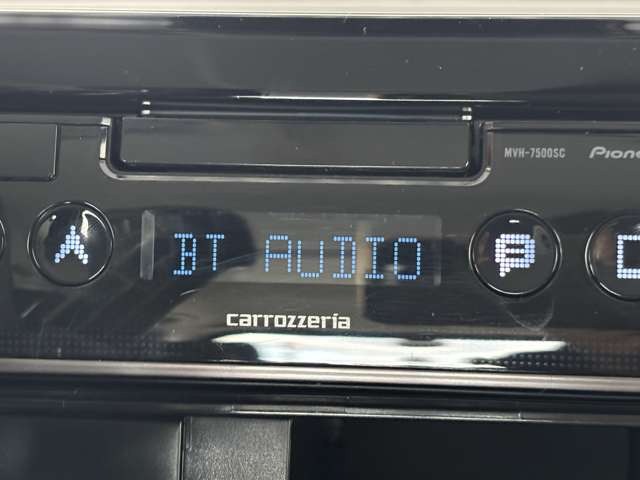 MVH-7500SC Pione
BT AUDIO
carrozzeria